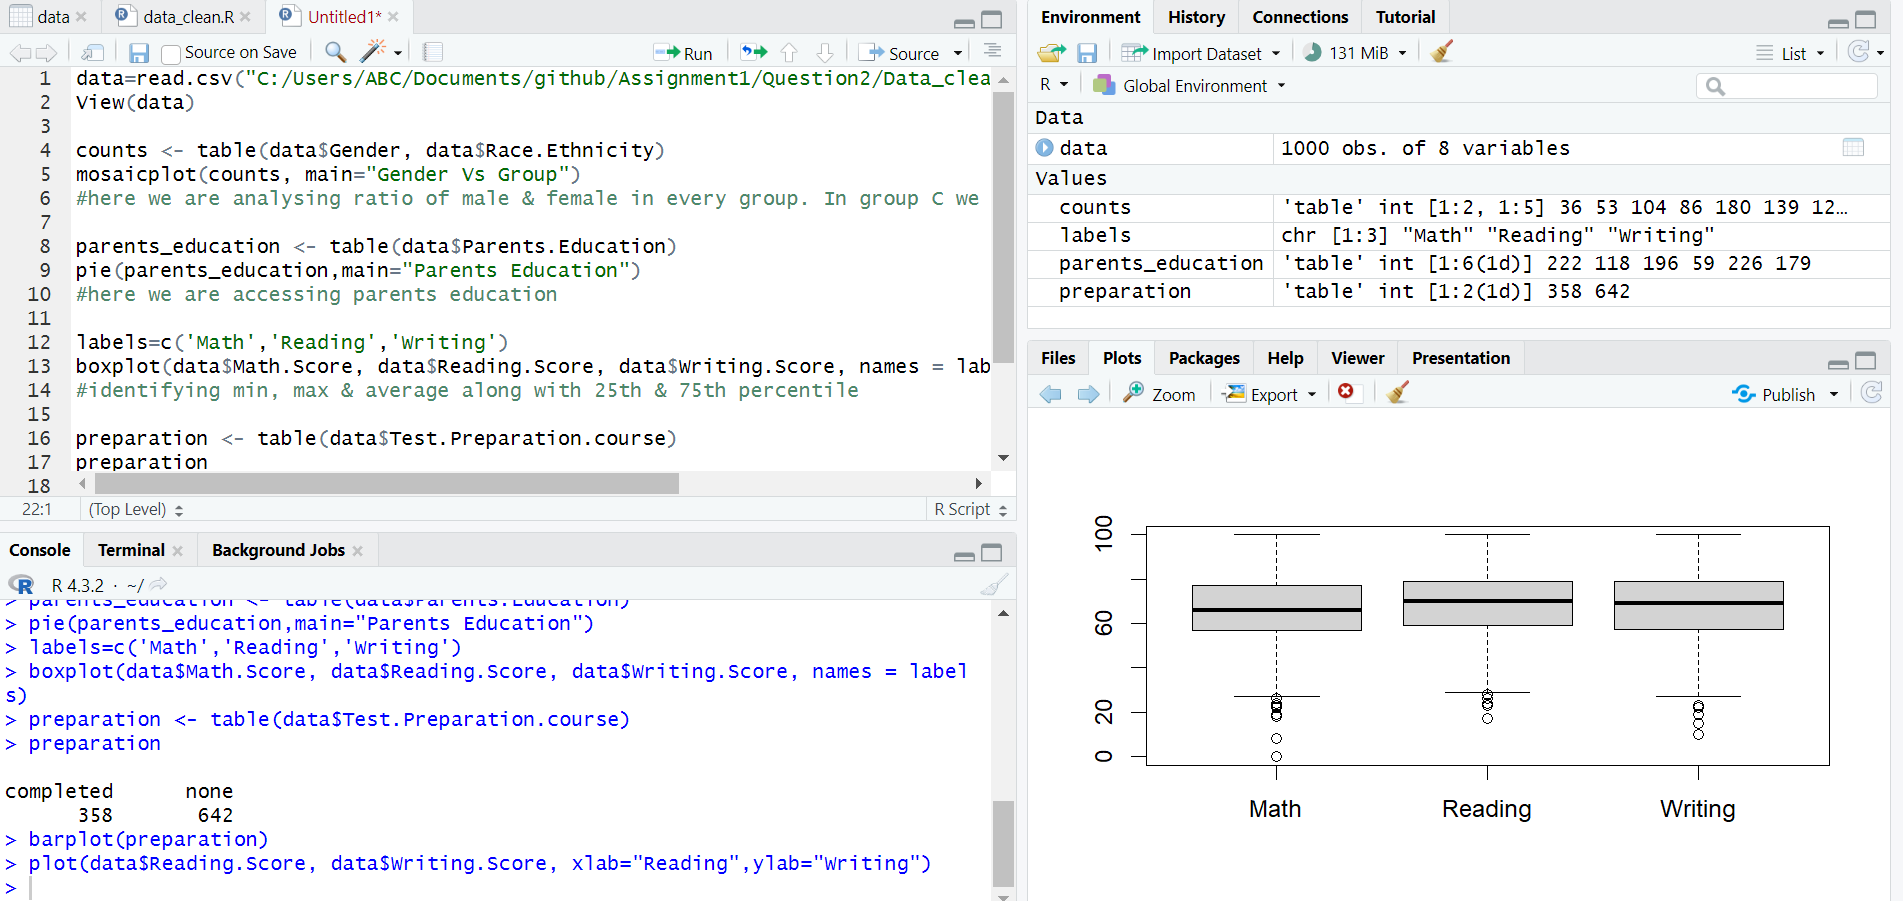 data
data_clean.R
Untitled1*
Source on Save
Run
Source
1 data=read.csv("C:/Users/ABC/Documents/github/Assignment1/Question2/Data_clea
2 View(data)
3
4 counts <- table(data$Gender, data$Race.Ethnicity)
5 mosaicplot(counts, main="Gender Vs Group")
6 #here we are analysing ratio of male & female in every group. In group C we
7
8 parents_education <- table(data$Parents.Education)
9 pie(parents_education,main="Parents Education")
10 #here we are accessing parents education
11
12 labels=c('Math','Reading','Writing')
13 boxplot(data$Math.Score, data$Reading.Score, data$Writing.Score, names = lab
14 #identifying min, max & average along with 25th & 75th percentile
15
16 preparation <- table(data$Test.Preparation.course)
17 preparation
18
22:1 (Top Level) R Script
Console Terminal Background Jobs
R R 4.3.2 · ~/
> parents_education <- table(data$Parents.Education)
> pie(parents_education,main="Parents Education")
> labels=c('Math','Reading','Writing')
> boxplot(data$Math.Score, data$Reading.Score, data$Writing.Score, names = label
s)
> preparation <- table(data$Test.Preparation.course)
> preparation
completed none
358 642
> barplot(preparation)
> plot(data$Reading.Score, data$Writing.Score, xlab="Reading",ylab="Writing")
>
Environment History Connections Tutorial
Import Dataset 131 MiB List
R Global Environment
Data
data 1000 obs. of 8 variables
Values
counts 'table' int [1:2, 1:5] 36 53 104 86 180 139 12…
labels chr [1:3] "Math" "Reading" "Writing"
parents_education 'table' int [1:6(1d)] 222 118 196 59 226 179
preparation 'table' int [1:2(1d)] 358 642
Files Plots Packages Help Viewer Presentation
Zoom Export Publish
100
60
20
0
Math Reading Writing